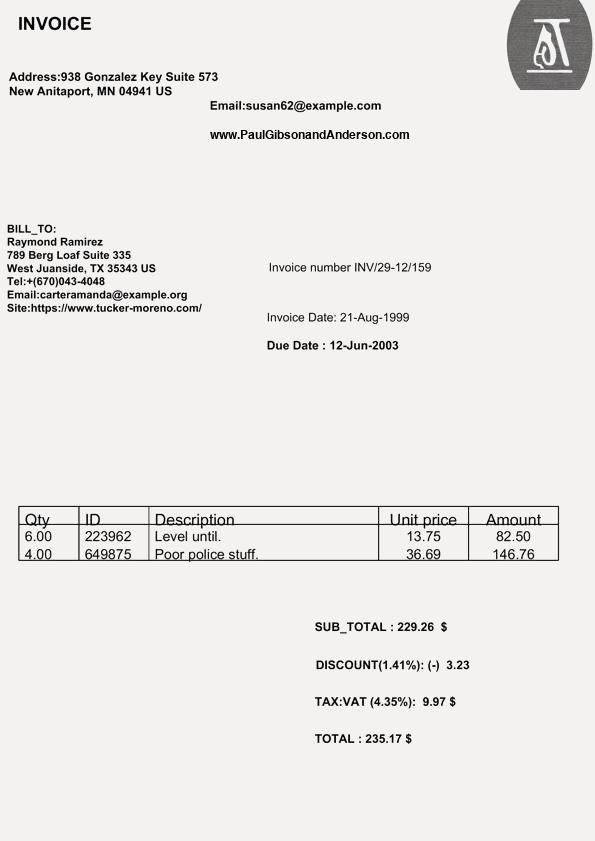 INVOICE
Address:938 Gonzalez Key Suite 573
New Anitaport, MN 04941 US
Email:susan62@example.com
www.PaulGibsonandAnderson.com
BILL_TO:
Raymond Ramirez
789 Berg Loaf Suite 335
West Juanside, TX 35343 US
Tel:+(670)043-4048
Email:carteramanda@example.org
Site:https://www.tucker-moreno.com/
Invoice number INV/29-12/159
Invoice Date: 21-Aug-1999
Due Date : 12-Jun-2003
Qty ID Description Unit price Amount
6.00 223962 Level until. 13.75 82.50
4.00 649875 Poor police stuff. 36.69 146.76
SUB_TOTAL : 229.26 $
DISCOUNT(1.41%): (-) 3.23
TAX:VAT (4.35%): 9.97 $
TOTAL : 235.17 $